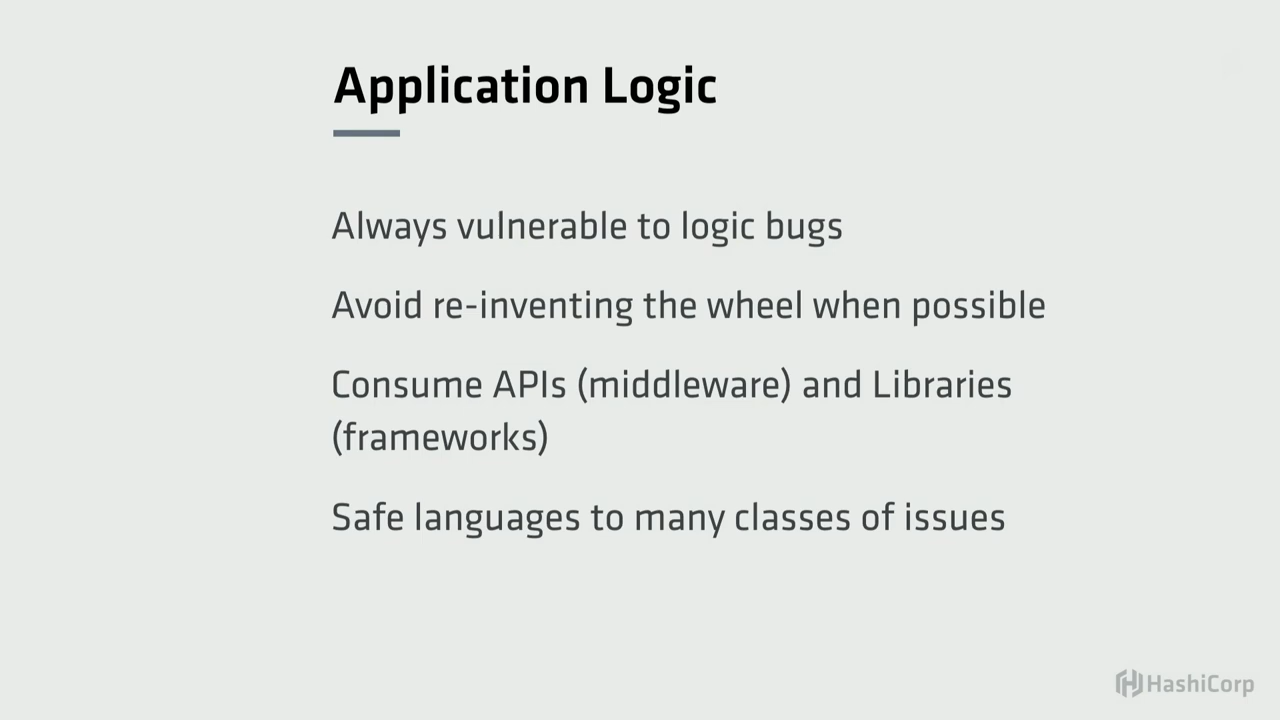 Application Logic
Always vulnerable to logic bugs
Avoid re-inventing the wheel when possible
Consume APIs (middleware) and Libraries
(frameworks)
Safe languages to many classes of issues
HashiCorp